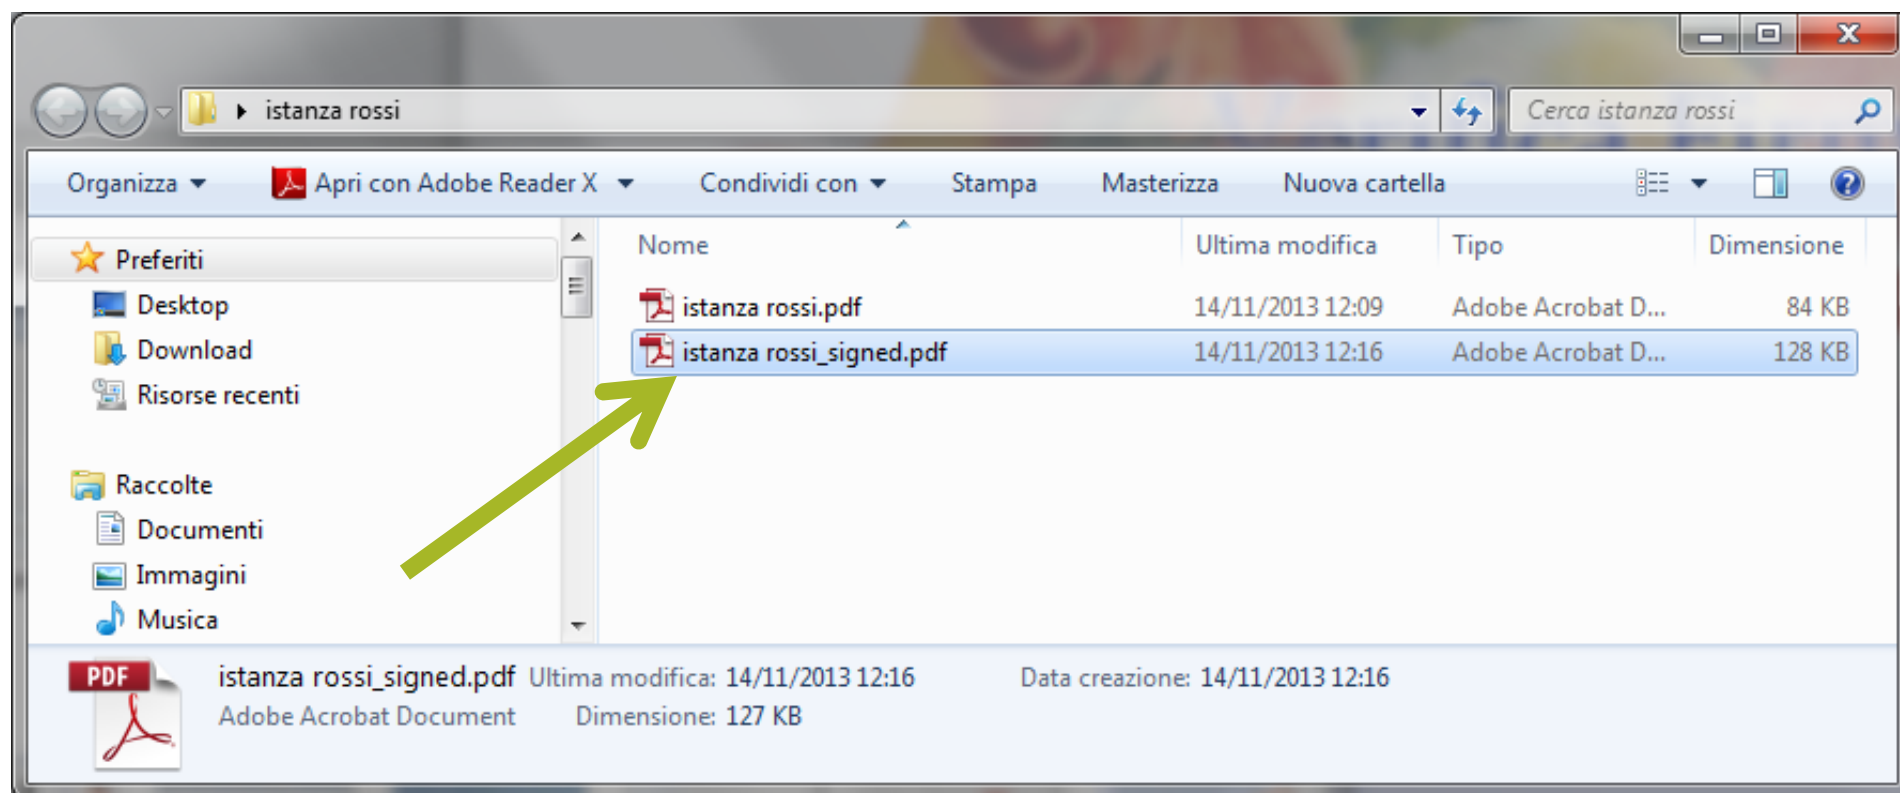 istanza rossi
Cerca istanza rossi
Organizza
Apri con Adobe Reader X
Condividi con
Stampa
Masterizza
Nuova cartella
Preferiti
Desktop
Download
Risorse recenti
Raccolte
Documenti
Immagini
Musica
Nome Ultima modifica Tipo Dimensione
istanza rossi.pdf 14/11/2013 12:09 Adobe Acrobat D... 84 KB
istanza rossi_signed.pdf 14/11/2013 12:16 Adobe Acrobat D... 128 KB
PDF
istanza rossi_signed.pdf Ultima modifica: 14/11/2013 12:16 Data creazione: 14/11/2013 12:16
Adobe Acrobat Document Dimensione: 127 KB